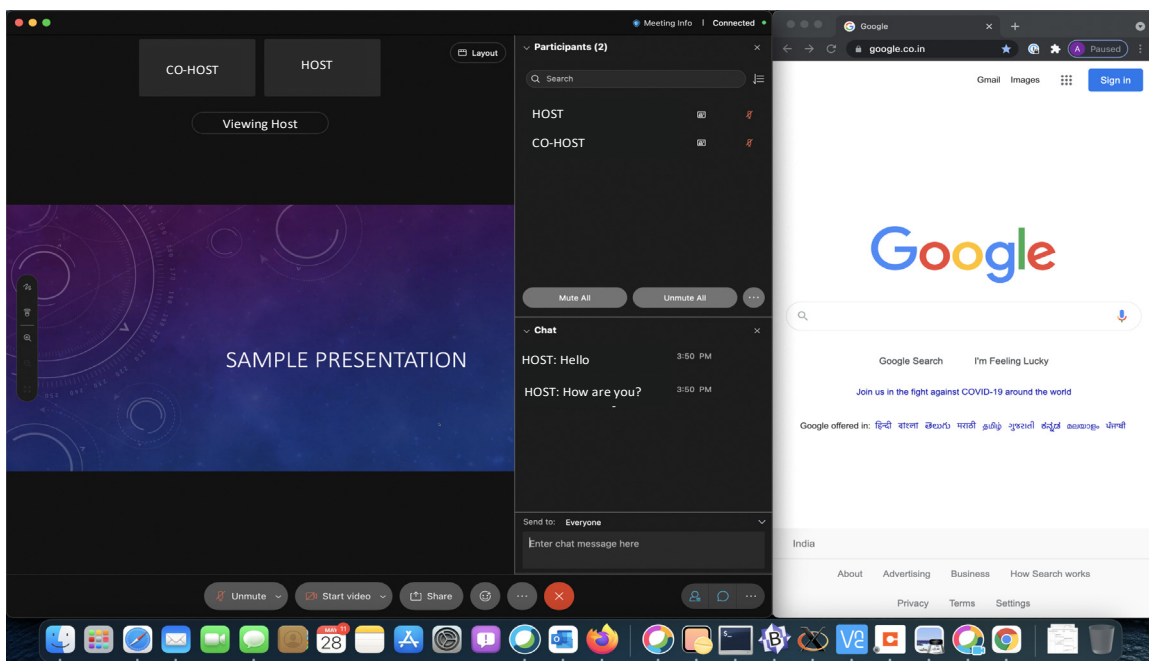 Meeting Info | Connected
CO-HOST
HOST
Layout
Viewing Host
SAMPLE PRESENTATION
Participants (2)
Search
HOST
CO-HOST
Mute All
Unmute All
Chat
HOST: Hello 3:50 PM
HOST: How are you? 3:50 PM
-
Send to: Everyone
Enter chat message here
Unmute
Start video
Share
Google
google.co.in
A Paused
Gmail Images
Sign in
Google
Google Search I'm Feeling Lucky
Join us in the fight against COVID-19 around the world
Google offered in: हिन्दी বাংলা తెలుగు मराठी தமிழ் ગુજરાતી ಕನ್ನಡ മലയാളം ਪੰਜਾਬੀ
India
About Advertising Business How Search works
Privacy Terms Settings
28